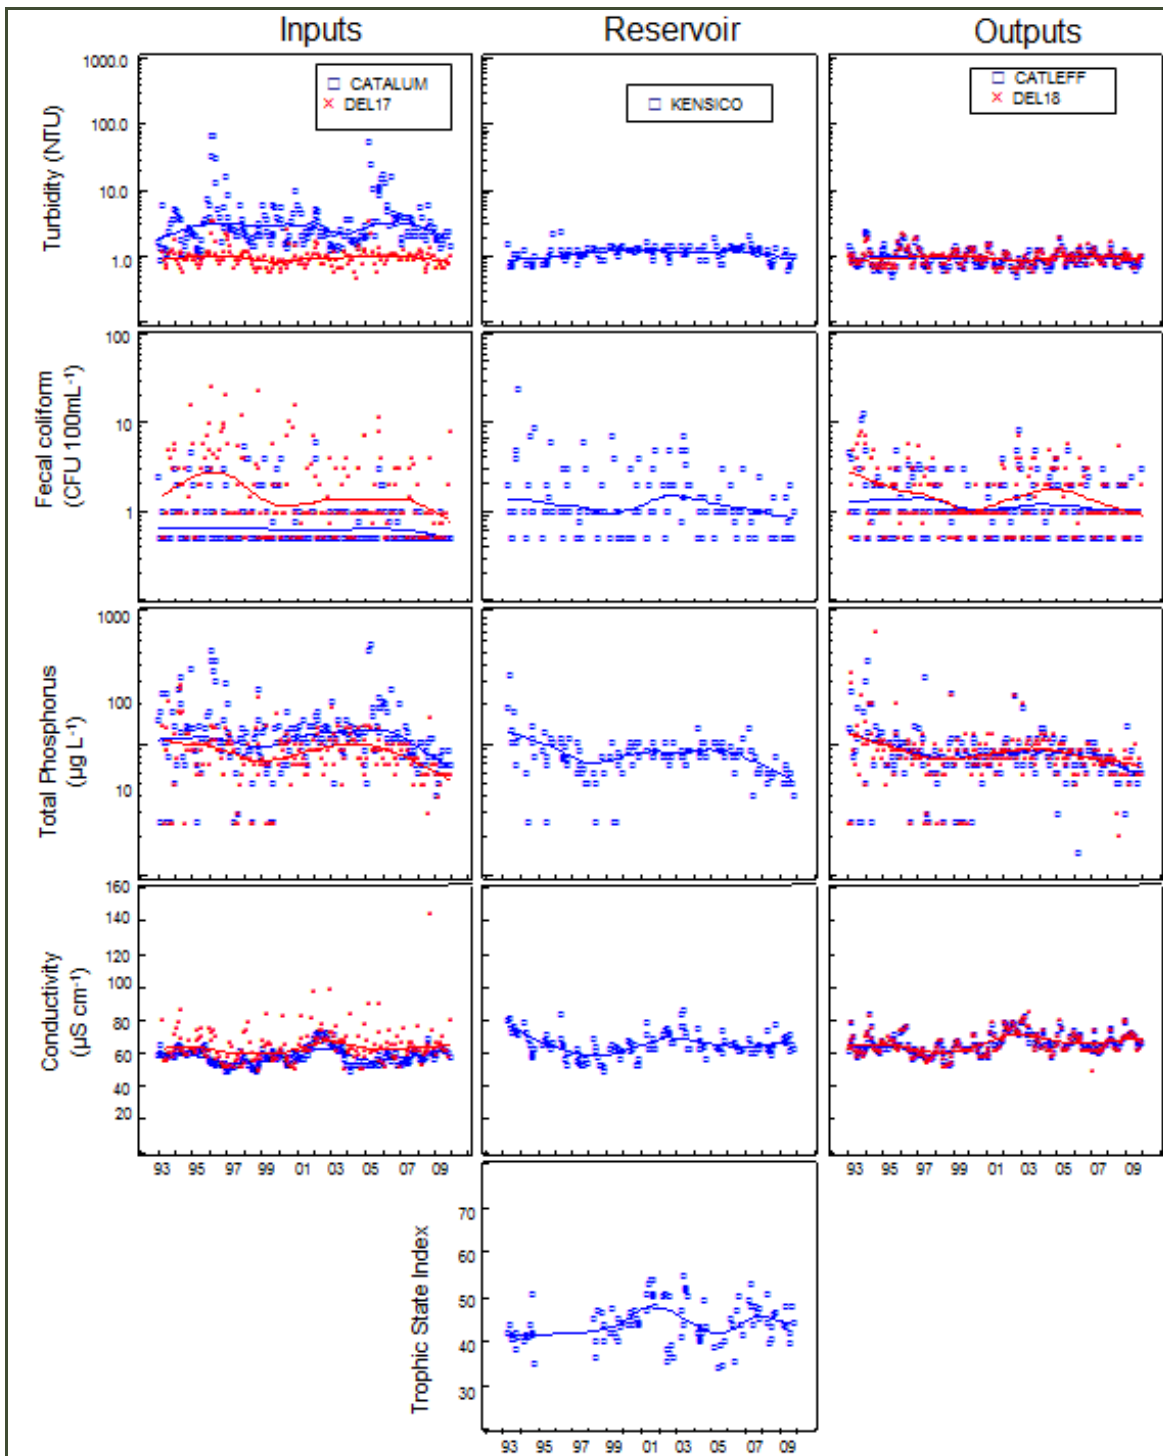 Inputs
Reservoir
Outputs
Turbidity (NTU)
1000.0
100.0
10.0
1.0
CATALUM
DEL17
KENSICO
CATLEFF
DEL18
Fecal coliform
(CFU 100mL⁻¹)
100
10
1
Total Phosphorus
(µg L⁻¹)
1000
100
10
Conductivity
(µS cm⁻¹)
160
140
120
100
80
60
40
20
93 95 97 99 01 03 05 07 09
93 95 97 99 01 03 05 07 09
Trophic State Index
70
60
50
40
30
93 95 97 99 01 03 05 07 09